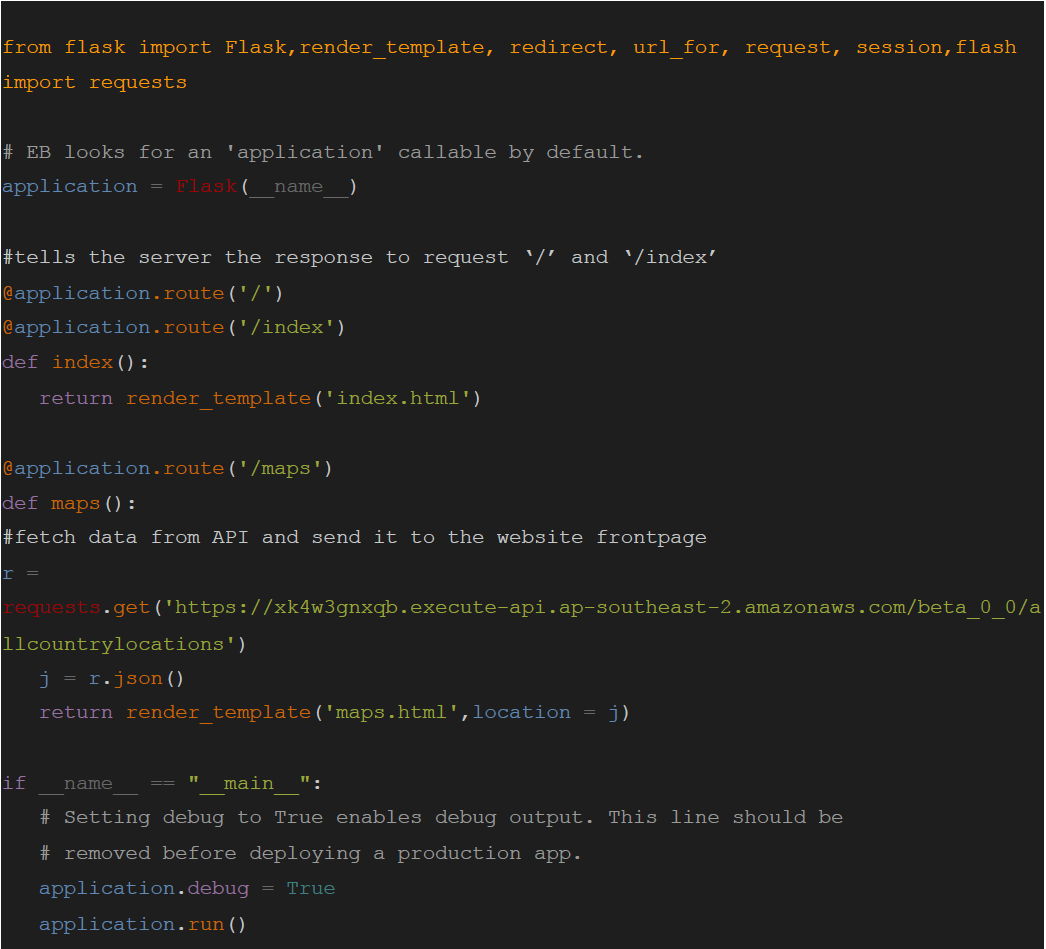 from flask import Flask,render_template, redirect, url_for, request, session,flash
import requests
# EB looks for an 'application' callable by default.
application = Flask(__name__)
#tells the server the response to request ‘/’ and ‘/index’
@application.route('/')
@application.route('/index')
def index():
   return render_template('index.html')
@application.route('/maps')
def maps():
#fetch data from API and send it to the website frontpage
r =
requests.get('https://xk4w3gnxqb.execute-api.ap-southeast-2.amazonaws.com/beta_0_0/a
llcountrylocations')
   j = r.json()
   return render_template('maps.html',location = j)
if __name__ == "__main__":
   # Setting debug to True enables debug output. This line should be
   # removed before deploying a production app.
   application.debug = True
   application.run()